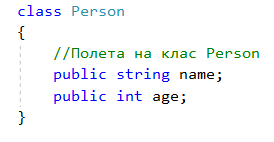 class Person
{
//Полета на клас Person
public string name;
public int age;
}